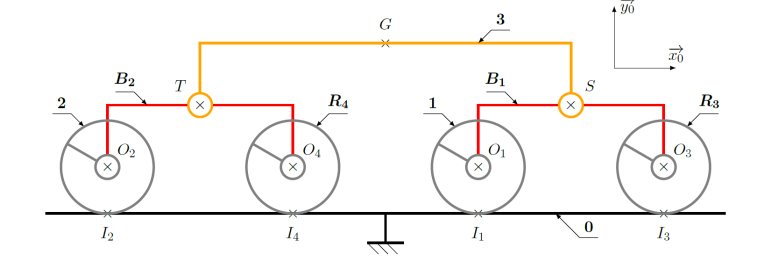 y₀
G
3
x₀
T
B₂
B₁
S
2
R₄
1
R₃
O₂
O₄
O₁
O₃
0
I₂
I₄
I₁
I₃